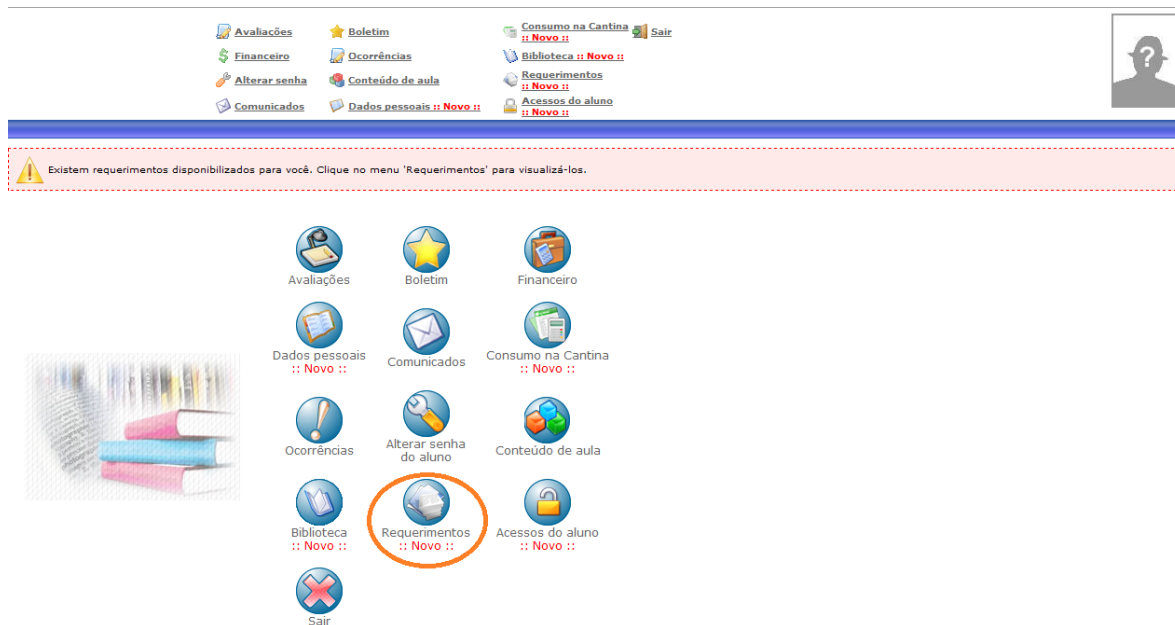 Avaliações
Boletim
Consumo na Cantina
:: Novo ::
Sair
Financeiro
Ocorrências
Biblioteca :: Novo ::
Alterar senha
Conteúdo de aula
Requerimentos
:: Novo ::
Comunicados
Dados pessoais :: Novo ::
Acessos do aluno
:: Novo ::
Existem requerimentos disponibilizados para você. Clique no menu 'Requerimentos' para visualizá-los.
Avaliações
Boletim
Financeiro
Dados pessoais
:: Novo ::
Comunicados
Consumo na Cantina
:: Novo ::
Ocorrências
Alterar senha
do aluno
Conteúdo de aula
Biblioteca
:: Novo ::
Requerimentos
:: Novo ::
Acessos do aluno
:: Novo ::
Sair